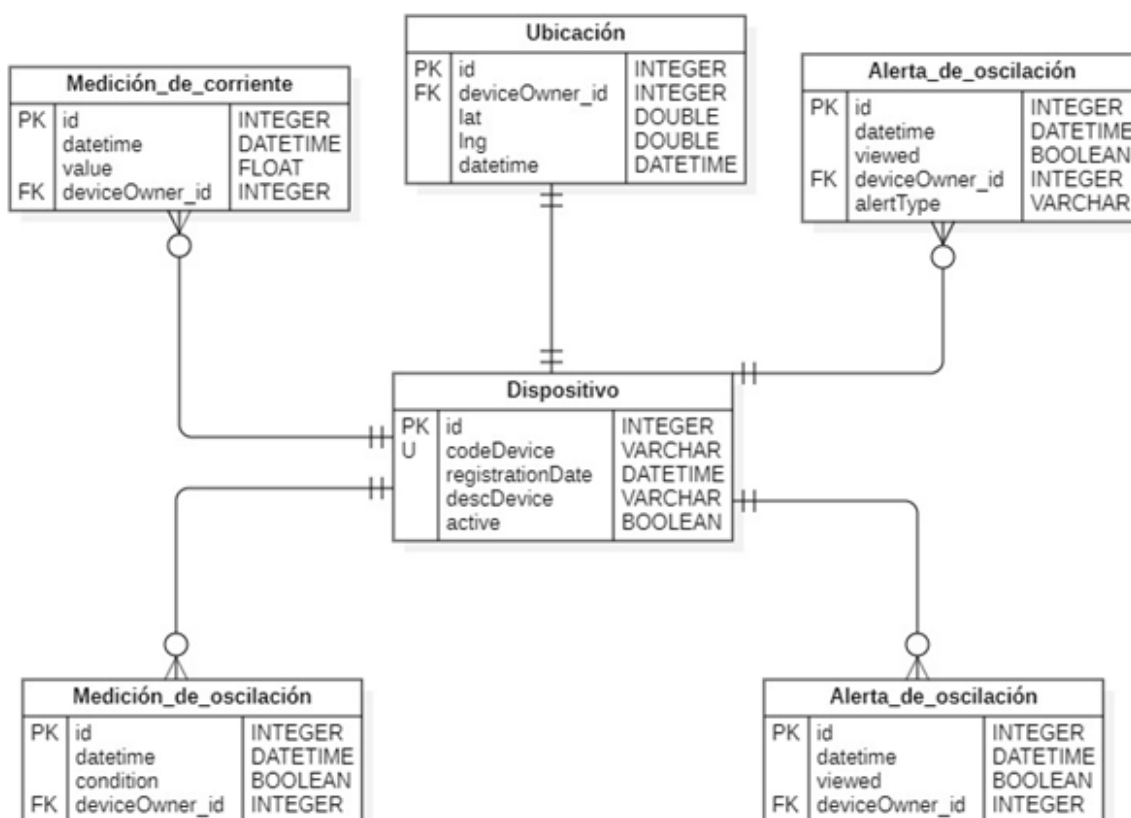 Ubicación
PK id INTEGER
FK deviceOwner_id INTEGER
lat DOUBLE
lng DOUBLE
datetime DATETIME
Medición_de_corriente
PK id INTEGER
datetime DATETIME
value FLOAT
FK deviceOwner_id INTEGER
Alerta_de_oscilación
PK id INTEGER
datetime DATETIME
viewed BOOLEAN
FK deviceOwner_id INTEGER
alertType VARCHAR
Dispositivo
PK id INTEGER
U codeDevice VARCHAR
registrationDate DATETIME
descDevice VARCHAR
active BOOLEAN
Medición_de_oscilación
PK id INTEGER
datetime DATETIME
condition BOOLEAN
FK deviceOwner_id INTEGER
Alerta_de_oscilación
PK id INTEGER
datetime DATETIME
viewed BOOLEAN
FK deviceOwner_id INTEGER